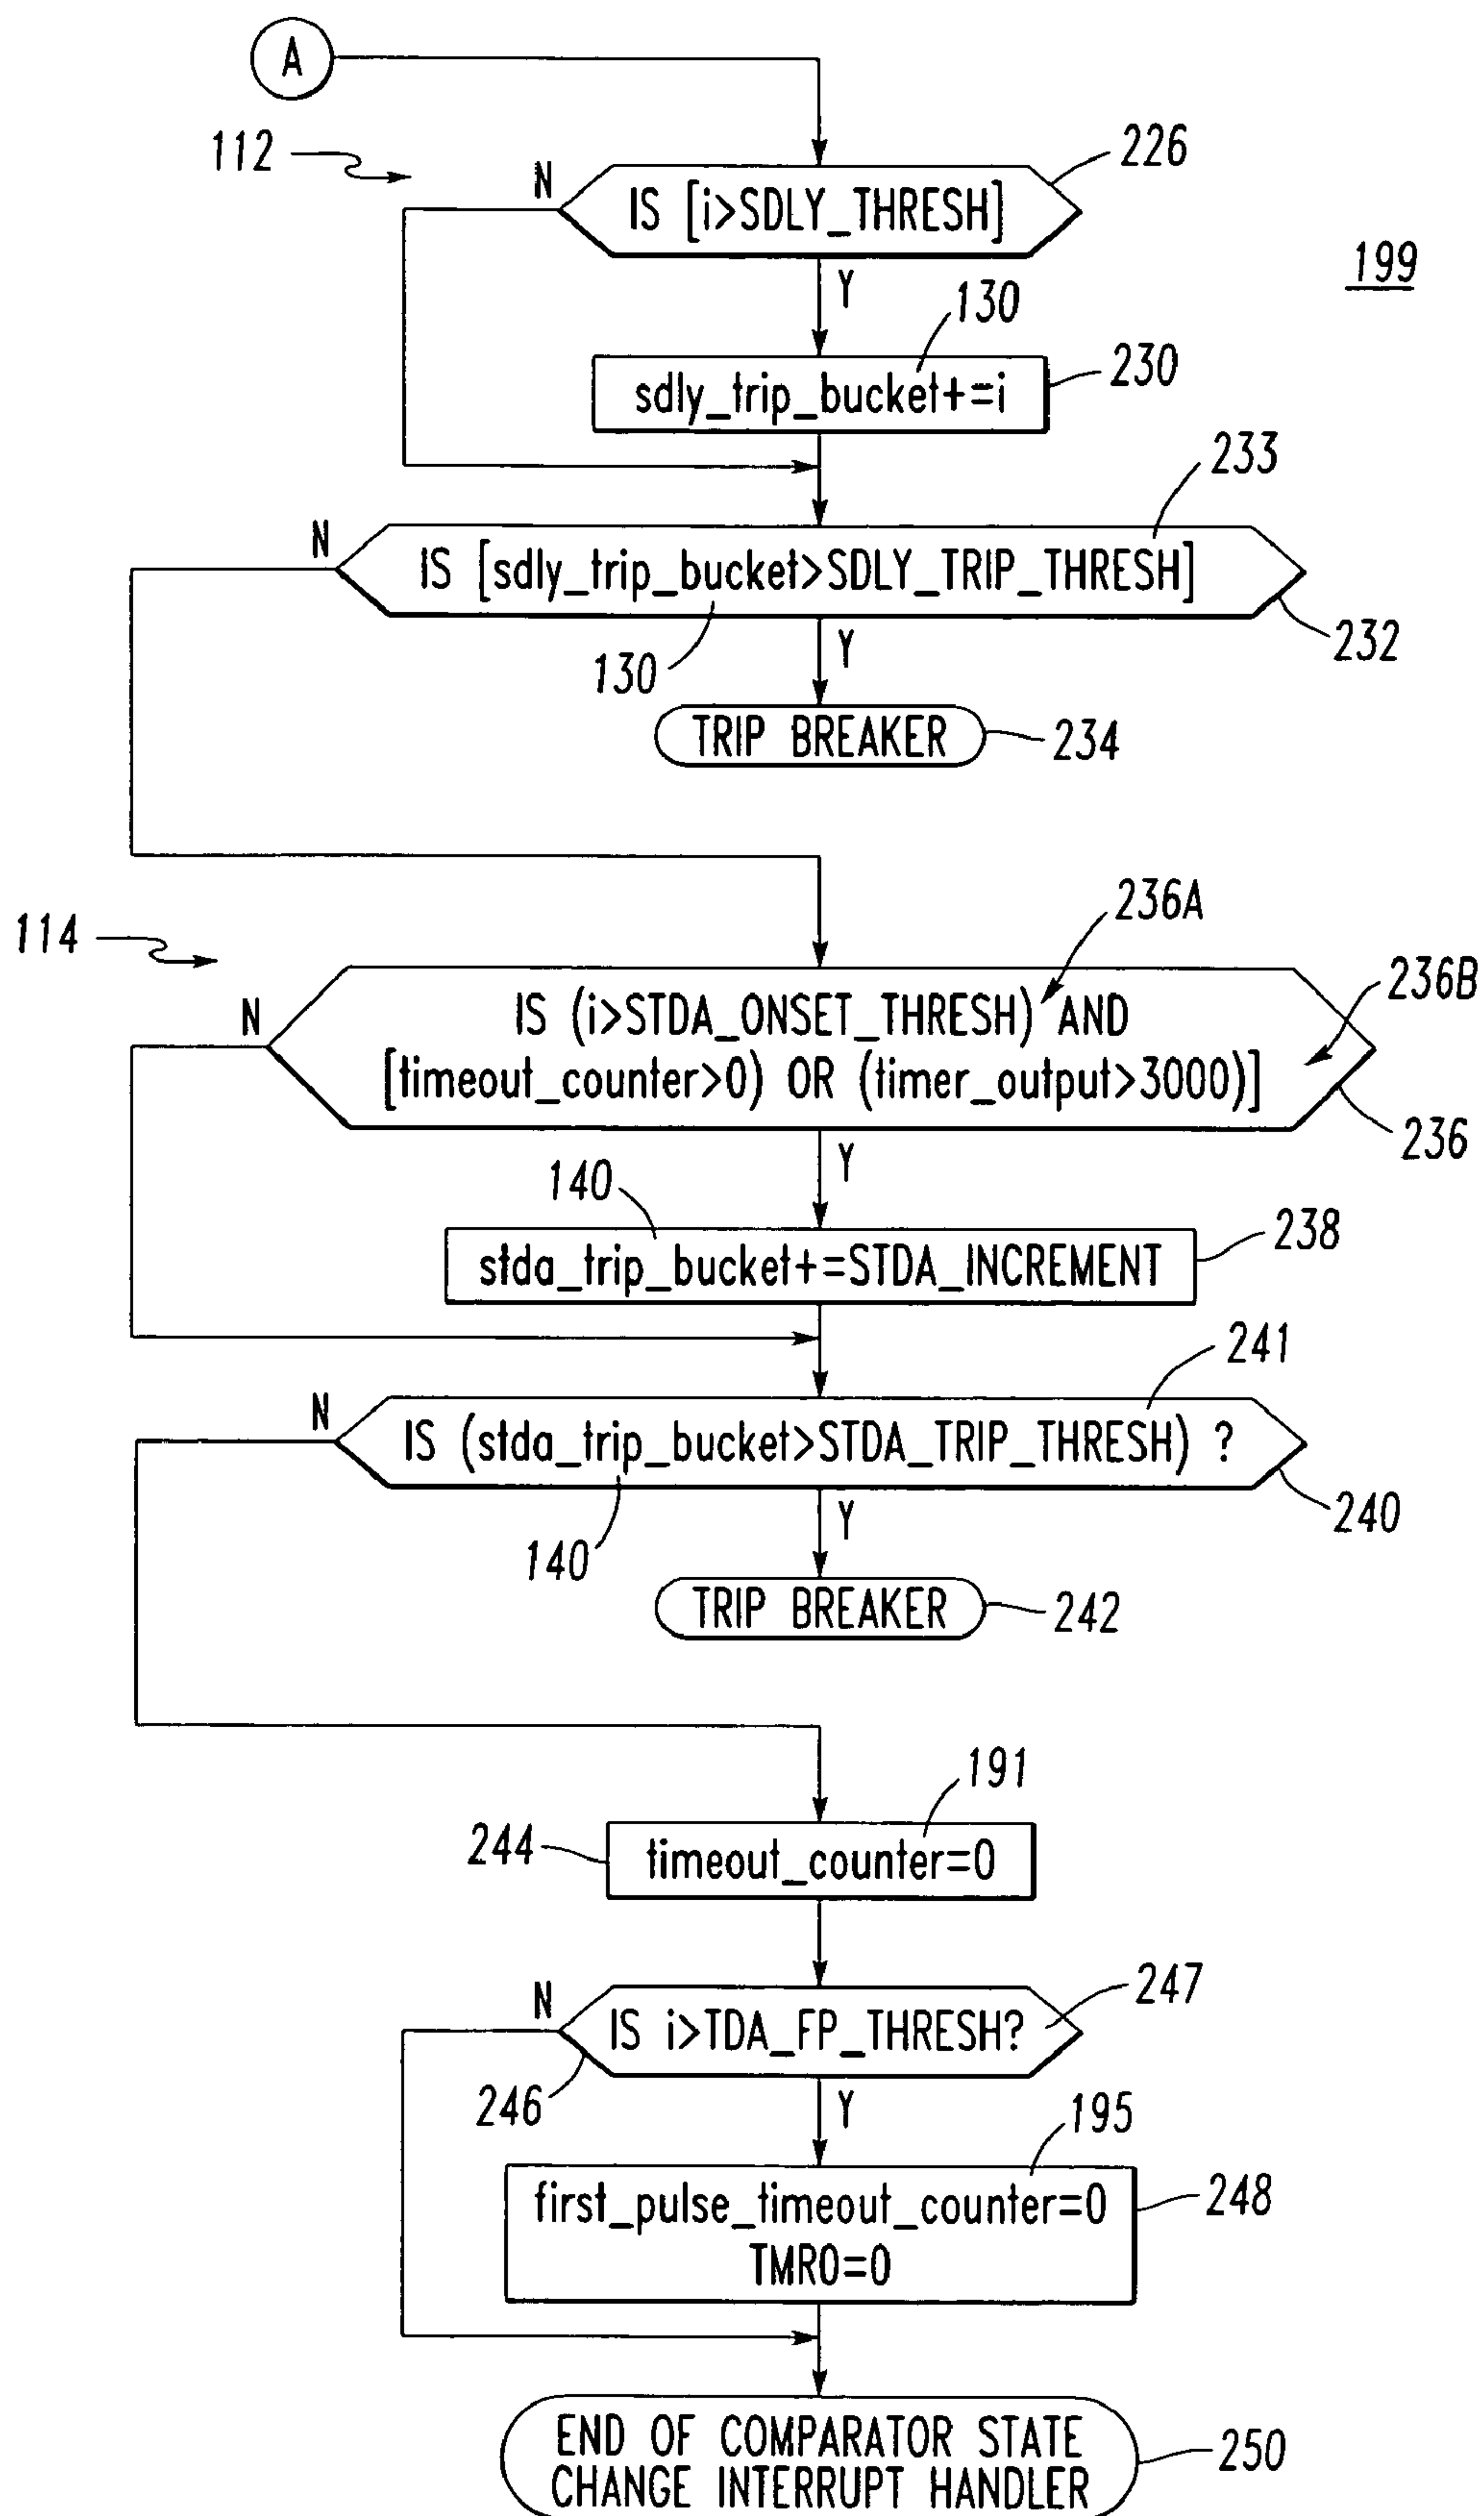 A
112
N
226
IS [i>SDLY_THRESH]
199
Y
130
sdly_trip_bucket+=i
230
233
N
IS [sdly_trip_bucket>SDLY_TRIP_THRESH]
232
130
Y
TRIP BREAKER
234
114
236A
236B
N
IS (i>STDA_ONSET_THRESH) AND
[timeout_counter>0) OR (timer_output>3000)]
236
Y
140
stda_trip_bucket+=STDA_INCREMENT
238
241
N
IS (stda_trip_bucket>STDA_TRIP_THRESH) ?
240
140
Y
TRIP BREAKER
242
191
244
timeout_counter=0
N
247
IS i>TDA_FP_THRESH?
246
Y
195
first_pulse_timeout_counter=0
TMR0=0
248
END OF COMPARATOR STATE
CHANGE INTERRUPT HANDLER
250